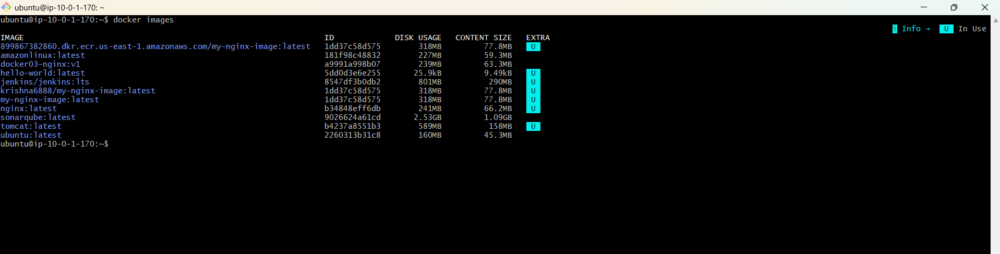 ubuntu@ip-10-0-1-170: ~
ubuntu@ip-10-0-1-170:~$ docker images
i Info → U In Use
IMAGE ID DISK USAGE CONTENT SIZE EXTRA
899867382860.dkr.ecr.us-east-1.amazonaws.com/my-nginx-image:latest 1dd37c58d575 318MB 77.8MB U
amazonlinux:latest 181f98c48832 227MB 59.3MB
docker03-nginx:v1 a9991a998b07 239MB 63.3MB
hello-world:latest 5dd0d3e6e255 25.9kB 9.49kB U
jenkins/jenkins:lts 8547df3b0db2 801MB 290MB U
krishna6888/my-nginx-image:latest 1dd37c58d575 318MB 77.8MB U
my-nginx-image:latest 1dd37c58d575 318MB 77.8MB U
nginx:latest b34848eff6db 241MB 66.2MB U
sonarqube:latest 9026624a61cd 2.53GB 1.09GB
tomcat:latest b4237a8551b3 589MB 158MB U
ubuntu:latest 2260313b31c8 160MB 45.3MB
ubuntu@ip-10-0-1-170:~$